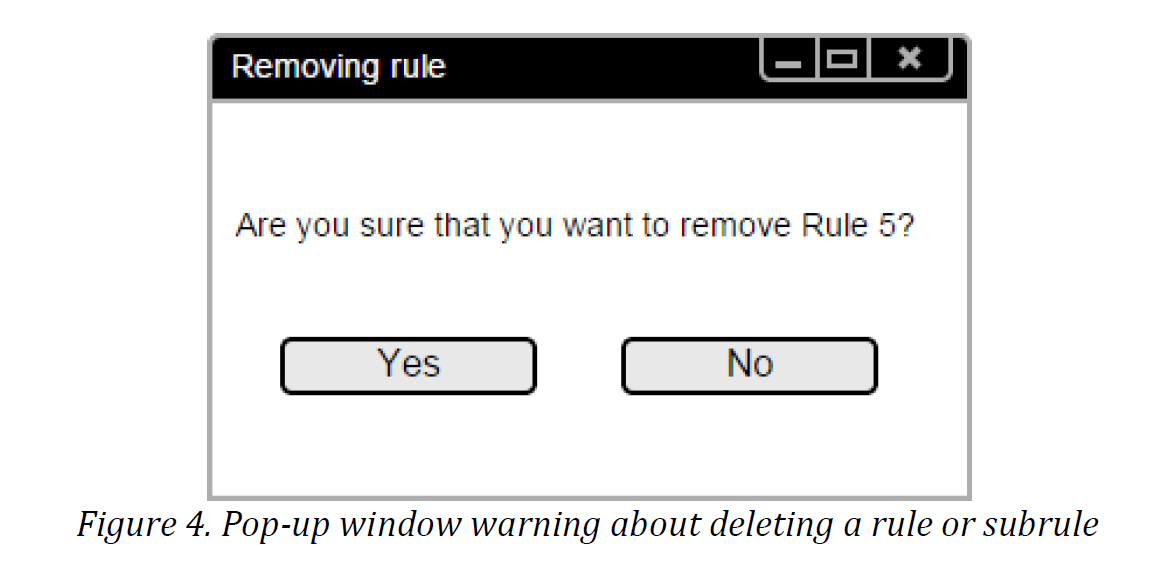 Removing rule
Are you sure that you want to remove Rule 5?
Yes
No
Figure 4. Pop-up window warning about deleting a rule or subrule